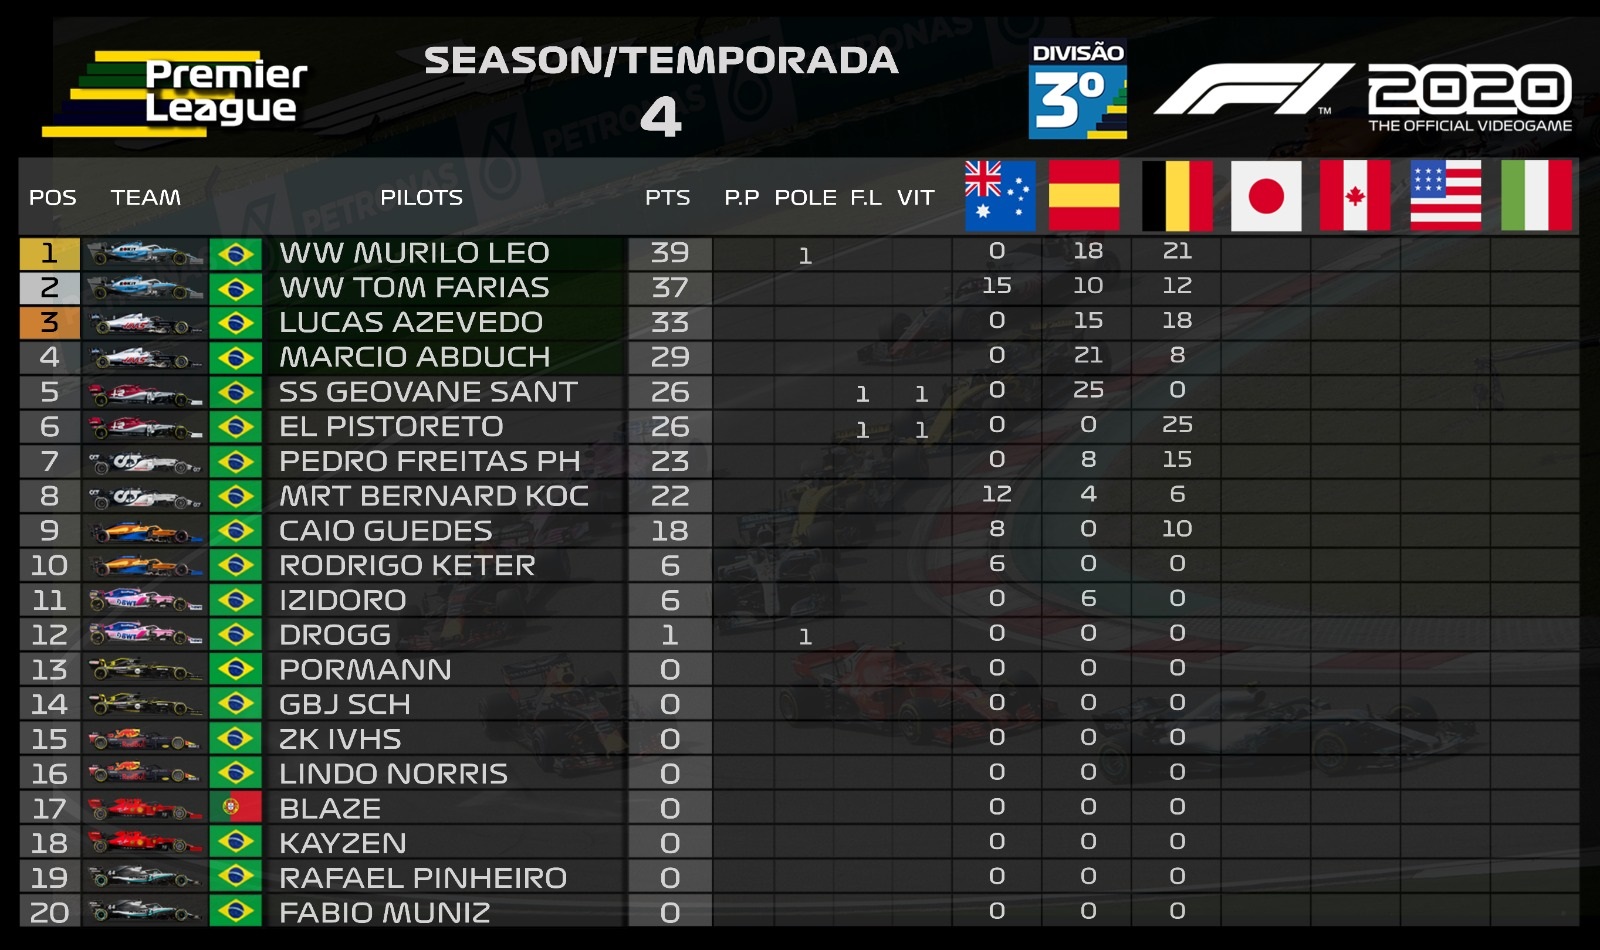 Premier
League
SEASON/TEMPORADA
4
DIVISÃO
3º
F1 TM 2020
THE OFFICIAL VIDEOGAME
POS TEAM PILOTS PTS P.P POLE F.L VIT
1 WW MURILO LEO 39 1 0 18 21
2 WW TOM FARIAS 37 15 10 12
3 LUCAS AZEVEDO 33 0 15 18
4 MARCIO ABDUCH 29 0 21 8
5 SS GEOVANE SANT 26 1 1 0 25 0
6 EL PISTORETO 26 1 1 0 0 25
7 PEDRO FREITAS PH 23 0 8 15
8 MRT BERNARD KOC 22 12 4 6
9 CAIO GUEDES 18 8 0 10
10 RODRIGO KETER 6 6 0 0
11 IZIDORO 6 0 6 0
12 DROGG 1 1 0 0 0
13 PORMANN 0 0 0 0
14 GBJ SCH 0 0 0 0
15 ZK IVHS 0 0 0 0
16 LINDO NORRIS 0 0 0 0
17 BLAZE 0 0 0 0
18 KAYZEN 0 0 0 0
19 RAFAEL PINHEIRO 0 0 0 0
20 FABIO MUNIZ 0 0 0 0